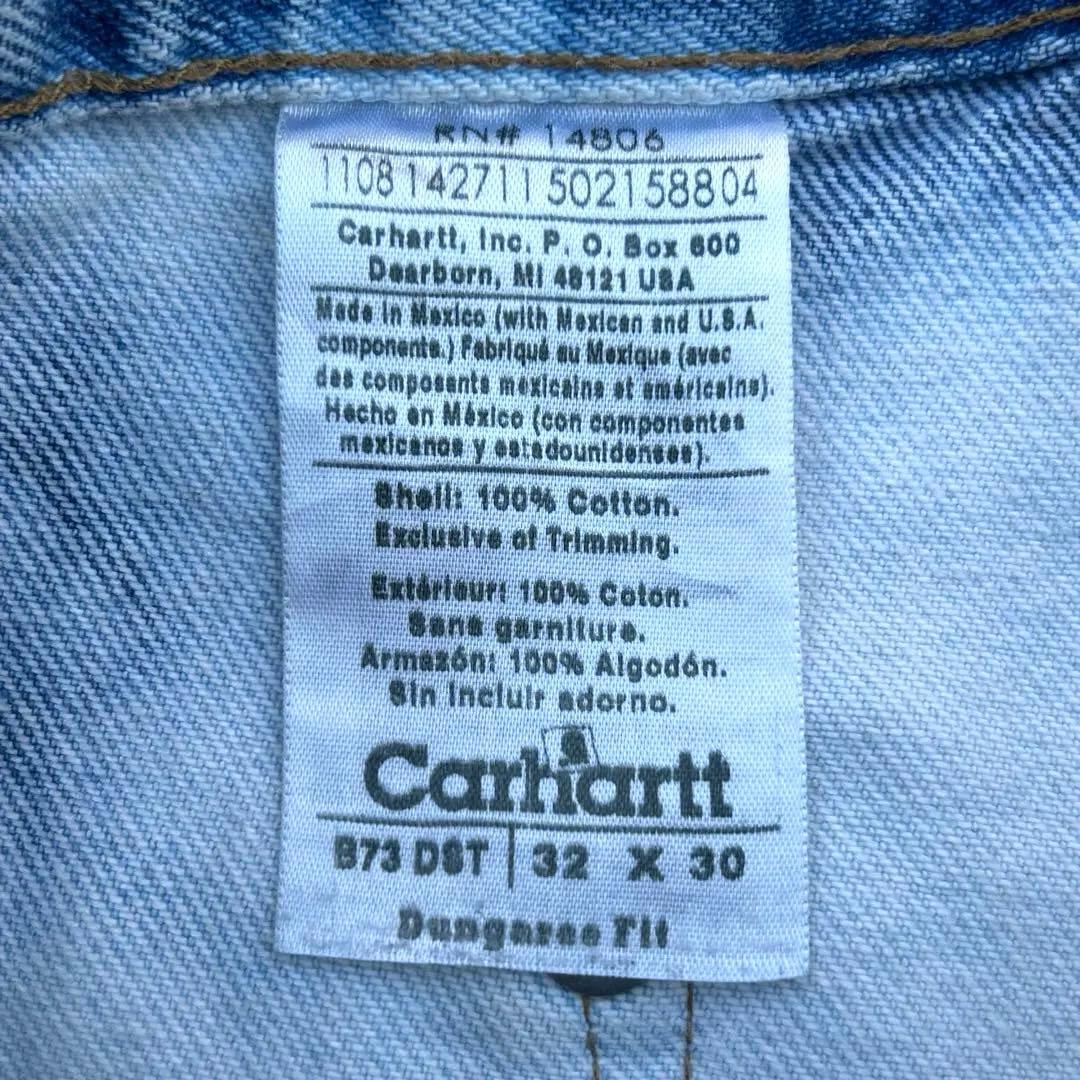 RN# 14806
1108 142711 502158804
Carhartt, Inc. P. O. Box 600
Dearborn, MI 48121 USA
Made in Mexico (with Mexican and U.S.A.
components.) Fabriqué au Mexique (avec
des composants mexicains et américains).
Hecho en México (con componentes
mexicanos y estadounidenses).
Shell: 100% Cotton.
Exclusive of Trimming.
Extérieur: 100% Coton.
Sans garniture.
Armazón: 100% Algodón.
Sin incluir adorno.
Carhartt
B73 DST | 32 X 30
Dungaree Fit